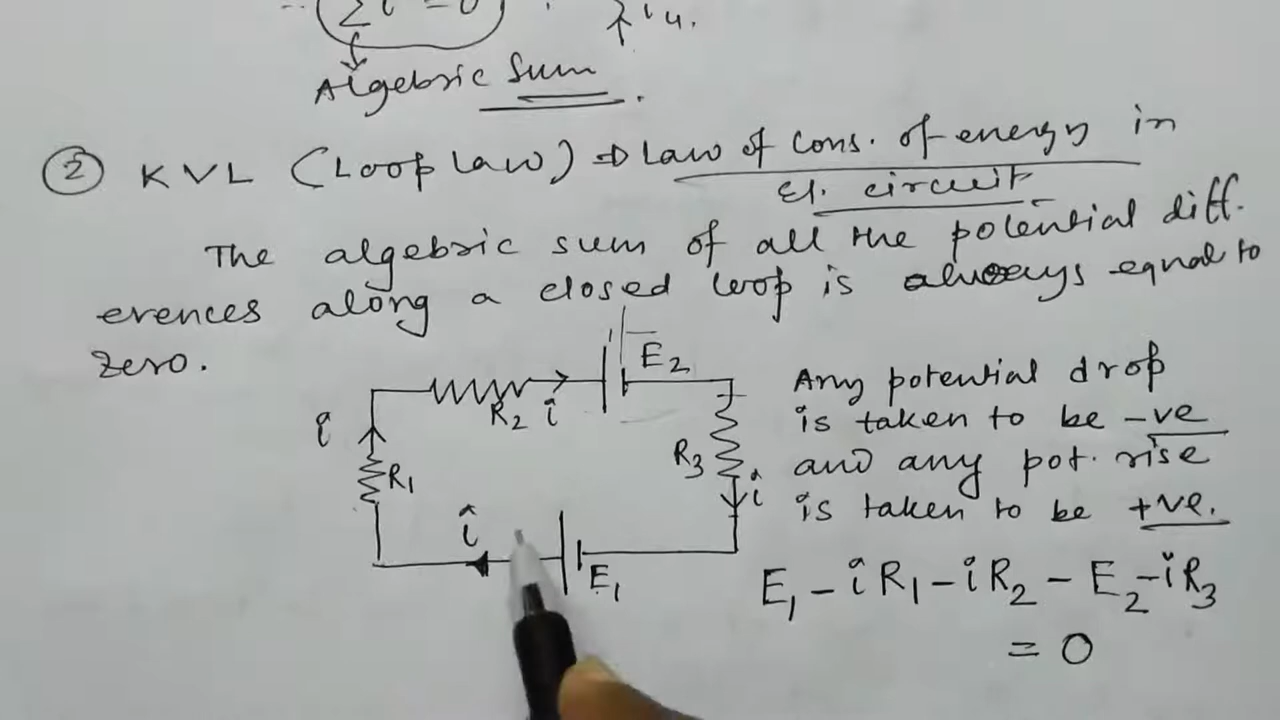 Σi = 0
i4.
Algebric Sum.
② KVL (Loop law) ⇒ Law of Cons. of energy in
El. circuit
The algebric sum of all the potential diff.
erences along a closed loop is always equal to
zero.
E2
R2 i
i
R1
R3
i
i
E1
Any potential drop
is taken to be -ve
and any pot. rise
is taken to be +ve.
E1 - iR1 - iR2 - E2 - iR3
= 0